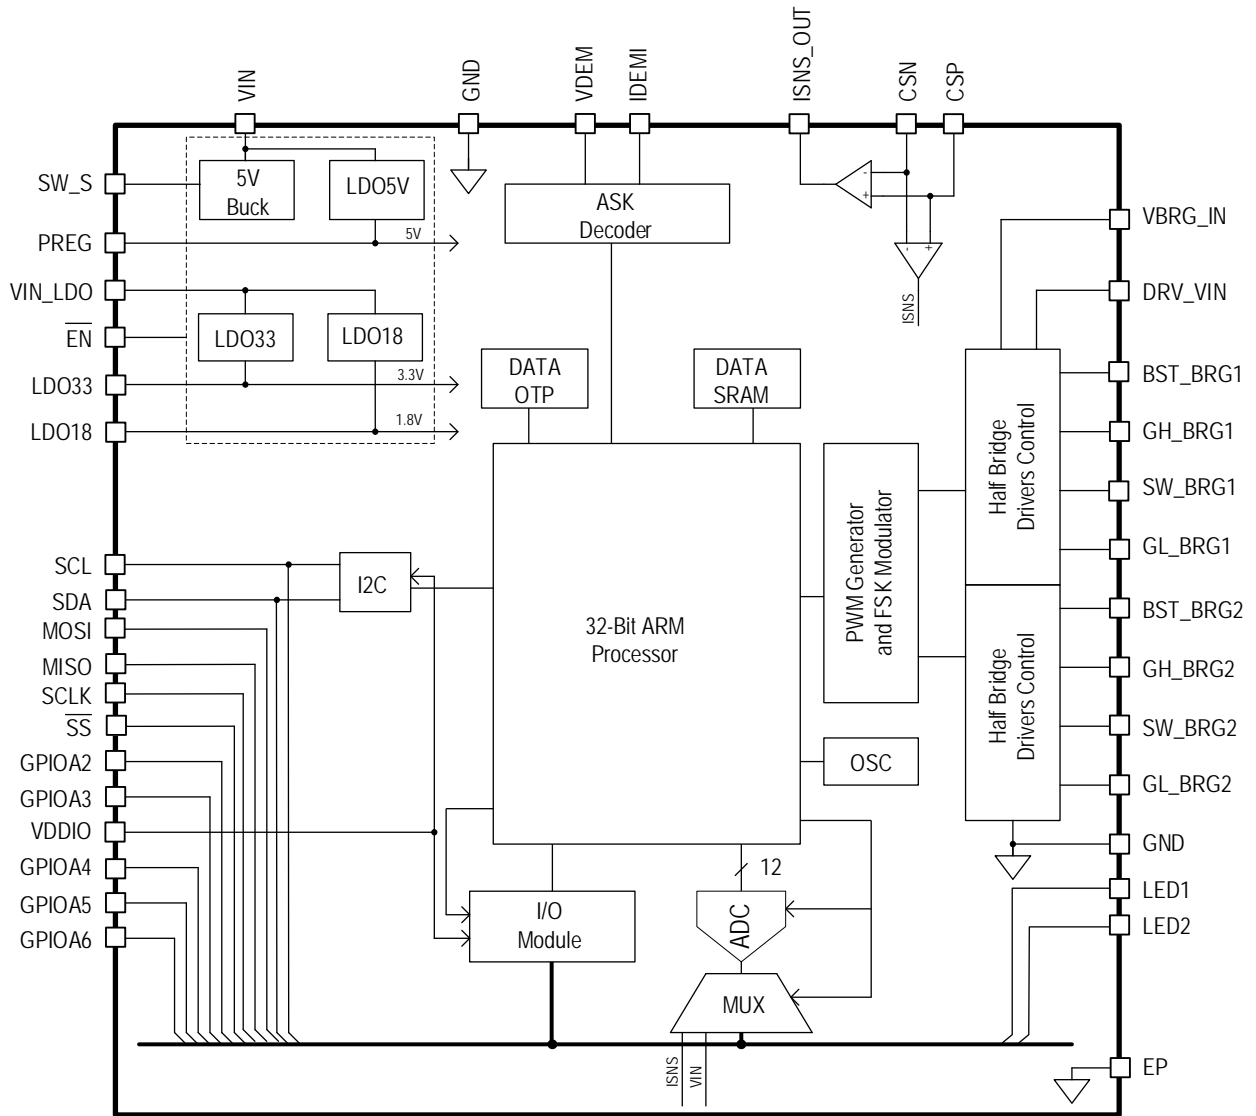 VIN
GND
VDEM
IDEMI
ISNS_OUT
CSN
CSP
SW_S
PREG
VIN_LDO
EN
LDO33
LDO18
5V
Buck
LDO5V
5V
LDO33
LDO18
3.3V
1.8V
ASK
Decoder
-
+
-
+
ISNS
VBRG_IN
DRV_VIN
BST_BRG1
GH_BRG1
SW_BRG1
GL_BRG1
BST_BRG2
GH_BRG2
SW_BRG2
GL_BRG2
GND
LED1
LED2
EP
DATA
OTP
DATA
SRAM
Half Bridge
Drivers Control
Half Bridge
Drivers Control
PWM Generator
and FSK Modulator
32-Bit ARM
Processor
OSC
SCL
SDA
MOSI
MISO
SCLK
SS
GPIOA2
GPIOA3
VDDIO
GPIOA4
GPIOA5
GPIOA6
I2C
I/O
Module
12
ADC
MUX
ISNS
VIN